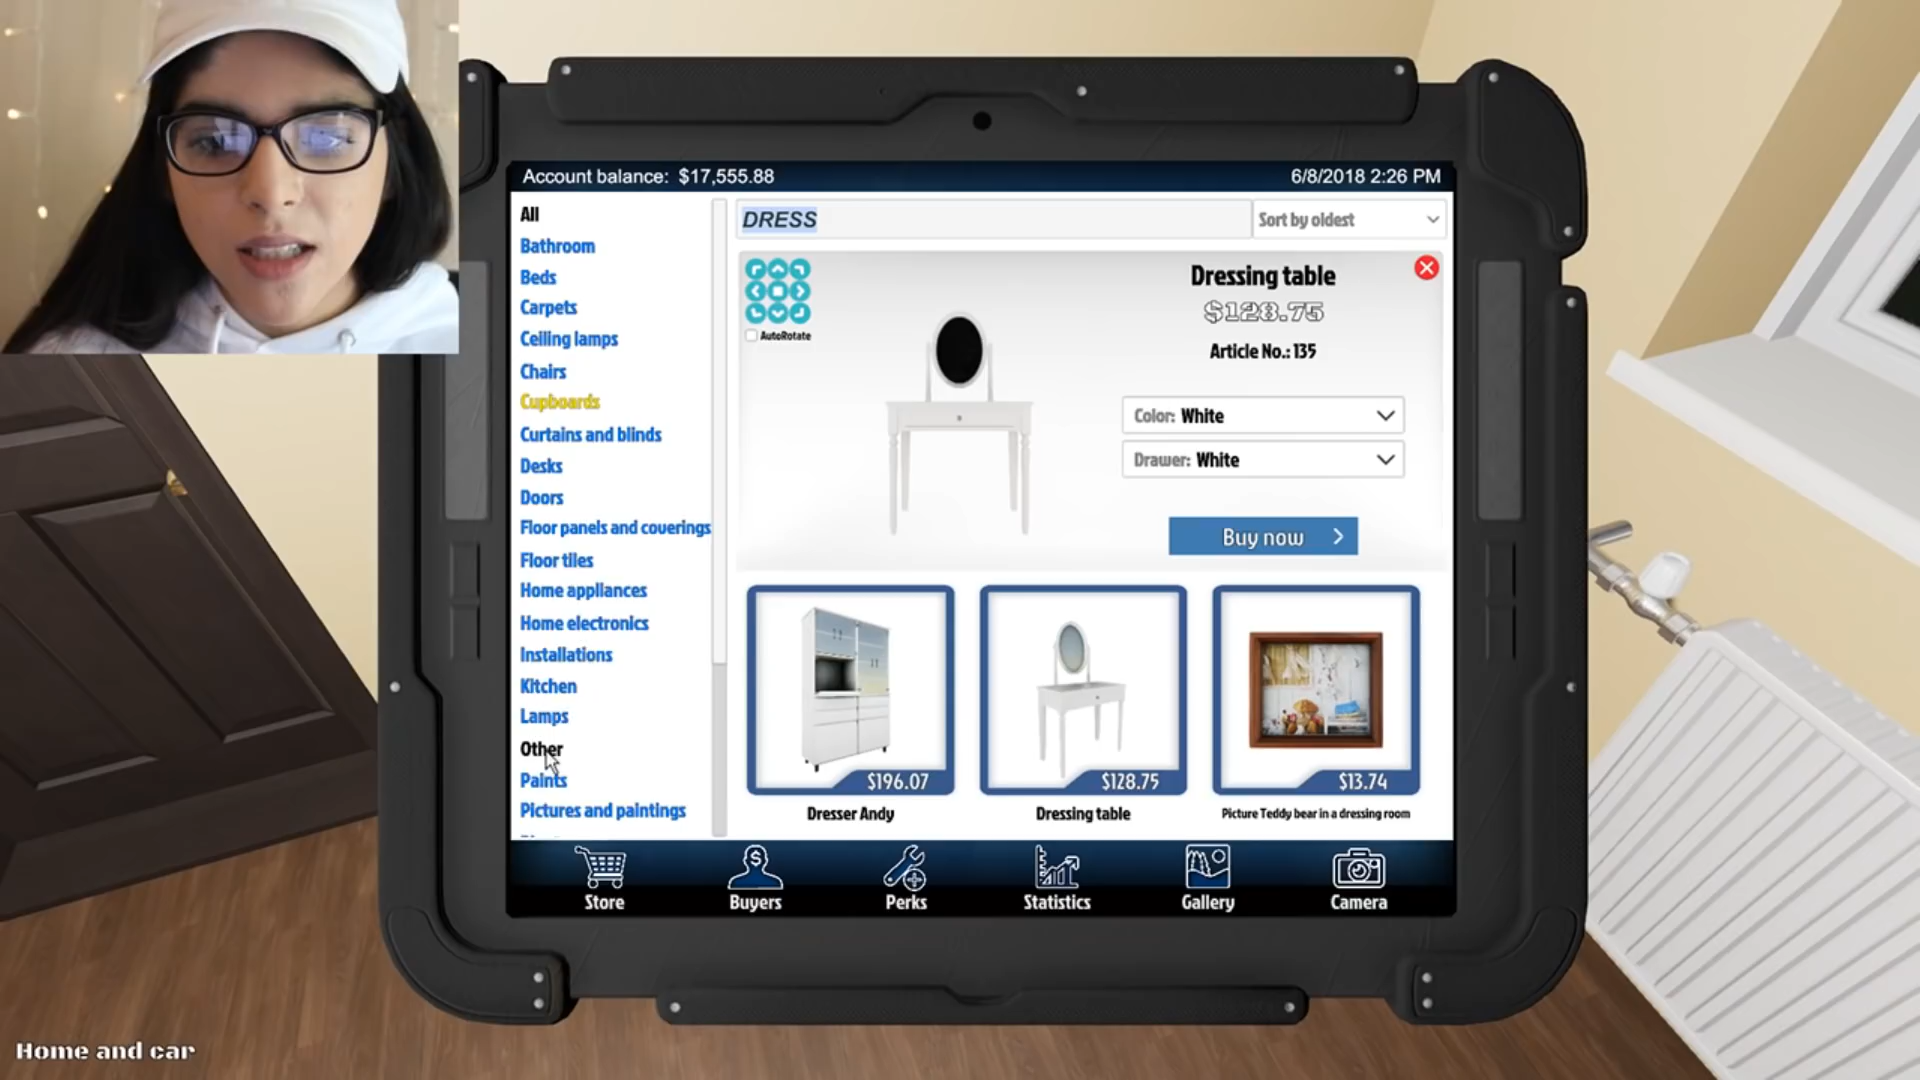 Account balance: $17,555.88
6/8/2018 2:26 PM
All
Bathroom
Beds
Carpets
Ceiling lamps
Chairs
Cupboards
Curtains and blinds
Desks
Doors
Floor panels and coverings
Floor tiles
Home appliances
Home electronics
Installations
Kitchen
Lamps
Other
Paints
Pictures and paintings
DRESS
Sort by oldest
AutoRotate
Dressing table
$128.75
Article No.: 135
Color: White
Drawer: White
Buy now
$196.07
Dresser Andy
$128.75
Dressing table
$13.74
Picture Teddy bear in a dressing room
Store
Buyers
Perks
Statistics
Gallery
Camera
Home and car